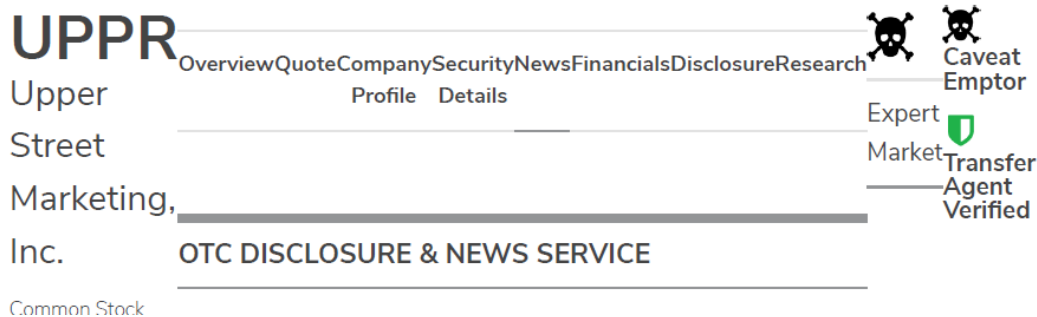 UPPR
Upper
Street
Marketing,
Inc.
Common Stock
Overview Quote Company Profile Security Details News Financials Disclosure Research
OTC DISCLOSURE & NEWS SERVICE
Expert
Market
Caveat
Emptor
Transfer
Agent
Verified